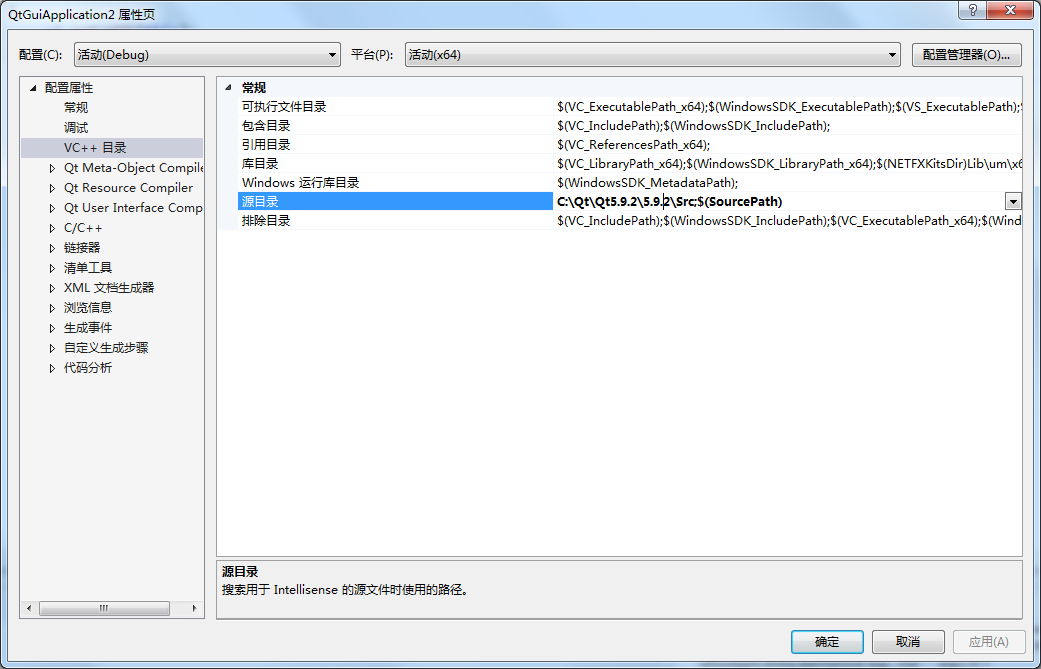 QtGuiApplication2 属性页
配置(C): 活动(Debug) 平台(P): 活动(x64) 配置管理器(O)...
配置属性
常规
调试
VC++ 目录
Qt Meta-Object Compile
Qt Resource Compiler
Qt User Interface Comp
C/C++
链接器
清单工具
XML 文档生成器
浏览信息
生成事件
自定义生成步骤
代码分析
常规
可执行文件目录 $(VC_ExecutablePath_x64);$(WindowsSDK_ExecutablePath);$(VS_ExecutablePath);
包含目录 $(VC_IncludePath);$(WindowsSDK_IncludePath);
引用目录 $(VC_ReferencesPath_x64);
库目录 $(VC_LibraryPath_x64);$(WindowsSDK_LibraryPath_x64);$(NETFXKitsDir)Lib\um\x6
Windows 运行库目录 $(WindowsSDK_MetadataPath);
源目录 C:\Qt\Qt5.9.2\5.9.2\Src;$(SourcePath)
排除目录 $(VC_IncludePath);$(WindowsSDK_IncludePath);$(VC_ExecutablePath_x64);$(Wind
源目录
搜索用于 Intellisense 的源文件时使用的路径。
确定 取消 应用(A)